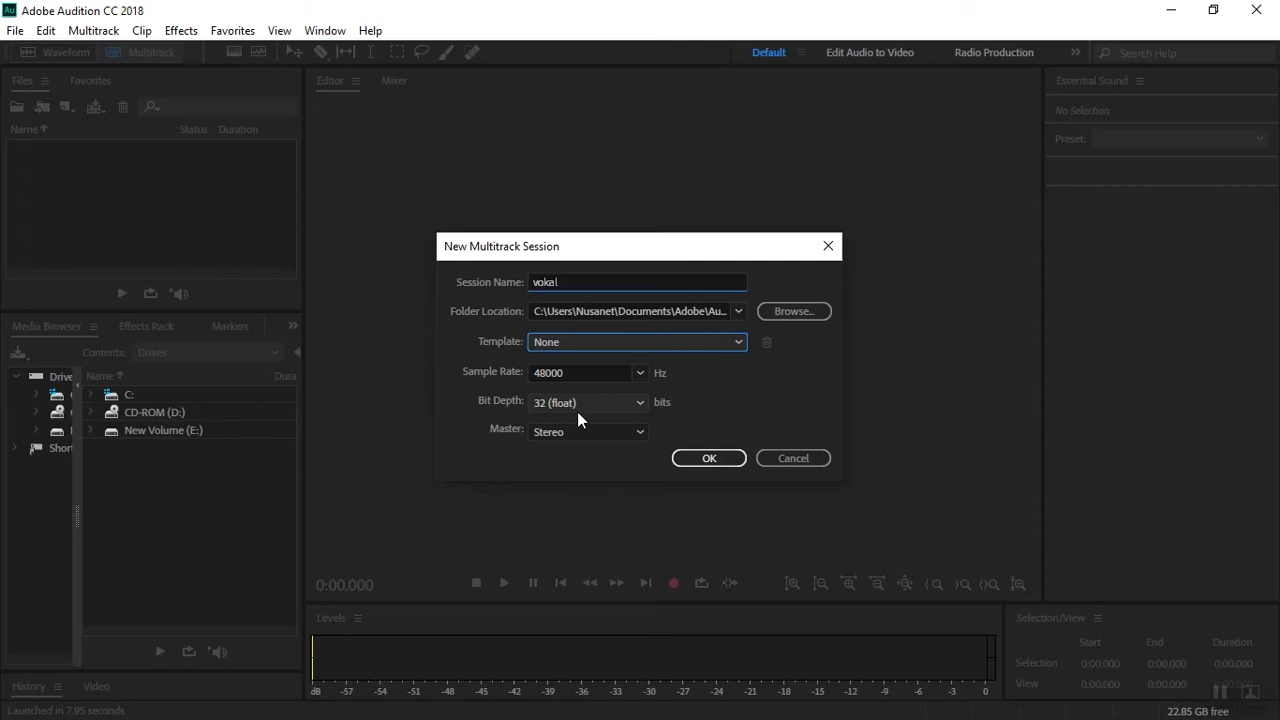 Adobe Audition CC 2018
File Edit Multitrack Clip Effects Favorites View Window Help
Waveform Multitrack Default Edit Audio to Video Radio Production Search Help
Files Favorites Editor Mixer Essential Sound
No Selection
Name Status Duration
Preset:
New Multitrack Session
Session Name: vokal
Folder Location: C:\Users\Nusanet\Documents\Adobe\Au... Browse...
Template: None
Sample Rate: 48000 Hz
Bit Depth: 32 (float) bits
Master: Stereo
OK Cancel
Media Browser Effects Rack Markers
Contents: Drives
Drive Name Dura
C:
CD-ROM (D:)
New Volume (E:)
Short
0:00.000
Levels Selection/View
Start End Duration
Selection 0:00.000 0:00.000 0:00.000
View 0:00.000 0:00.000 0:00.000
dB -57 -54 -51 -48 -45 -42 -39 -36 -33 -30 -27 -24 -21 -18 -15 -12 -9 -6 -3 0
History Video
Launched in 7.95 seconds 22.85 GB free